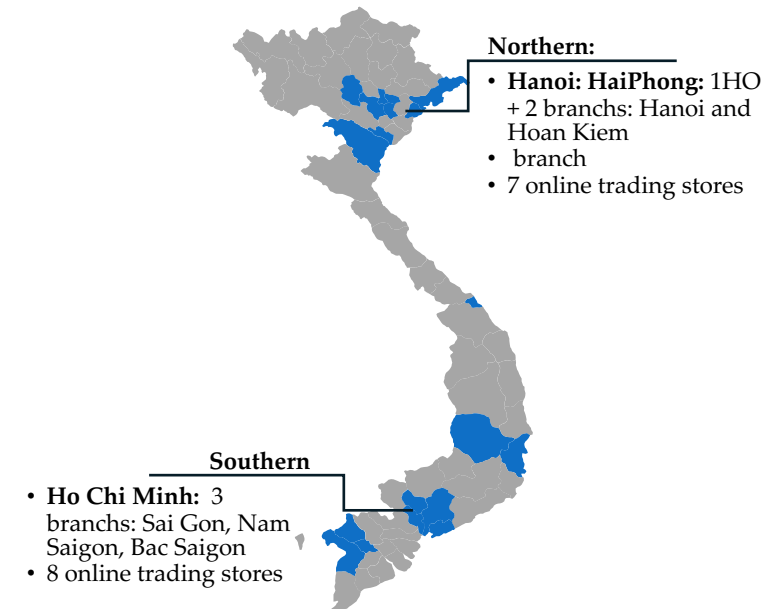 Northern:
• Hanoi: HaiPhong: 1HO
+ 2 branchs: Hanoi and
Hoan Kiem
• branch
• 7 online trading stores
Southern
• Ho Chi Minh: 3
branchs: Sai Gon, Nam
Saigon, Bac Saigon
• 8 online trading stores